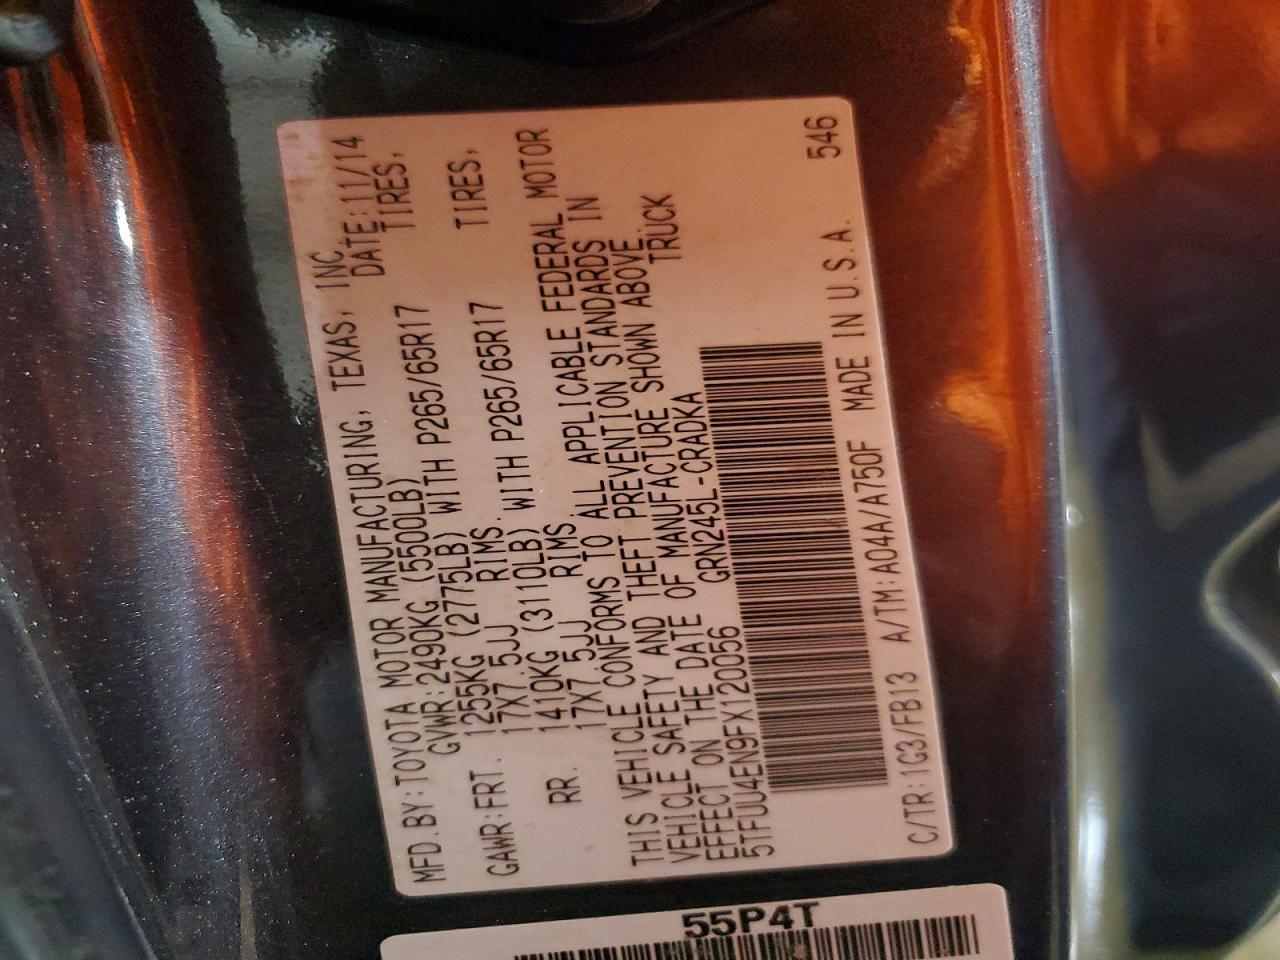 MFD. BY: TOYOTA MOTOR MANUFACTURING, TEXAS, INC.
GVWR: 2490KG (5500LB) DATE: 11/14
GAWR: FRT. 1255KG (2775LB) WITH P265/65R17 TIRES,
17X7.5JJ RIMS.
RR. 1410KG (3110LB) WITH P265/65R17 TIRES,
17X7.5JJ RIMS
THIS VEHICLE CONFORMS TO ALL APPLICABLE FEDERAL MOTOR
VEHICLE SAFETY AND THEFT PREVENTION STANDARDS IN
EFFECT ON THE DATE OF MANUFACTURE SHOWN ABOVE.
5TFUU4EN9FX120056 GRN245L-CRADKA TRUCK
C/TR: 1G3/FB13 A/TM: A04A/A750F MADE IN U.S.A. 546
55P4T